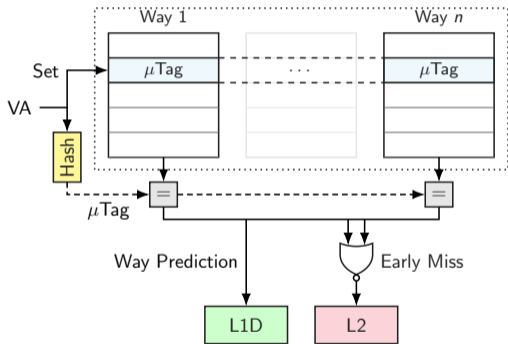 Way 1
Way n
Set
μTag
· · ·
μTag
VA
Hash
=
=
μTag
Way Prediction
Early Miss
L1D
L2